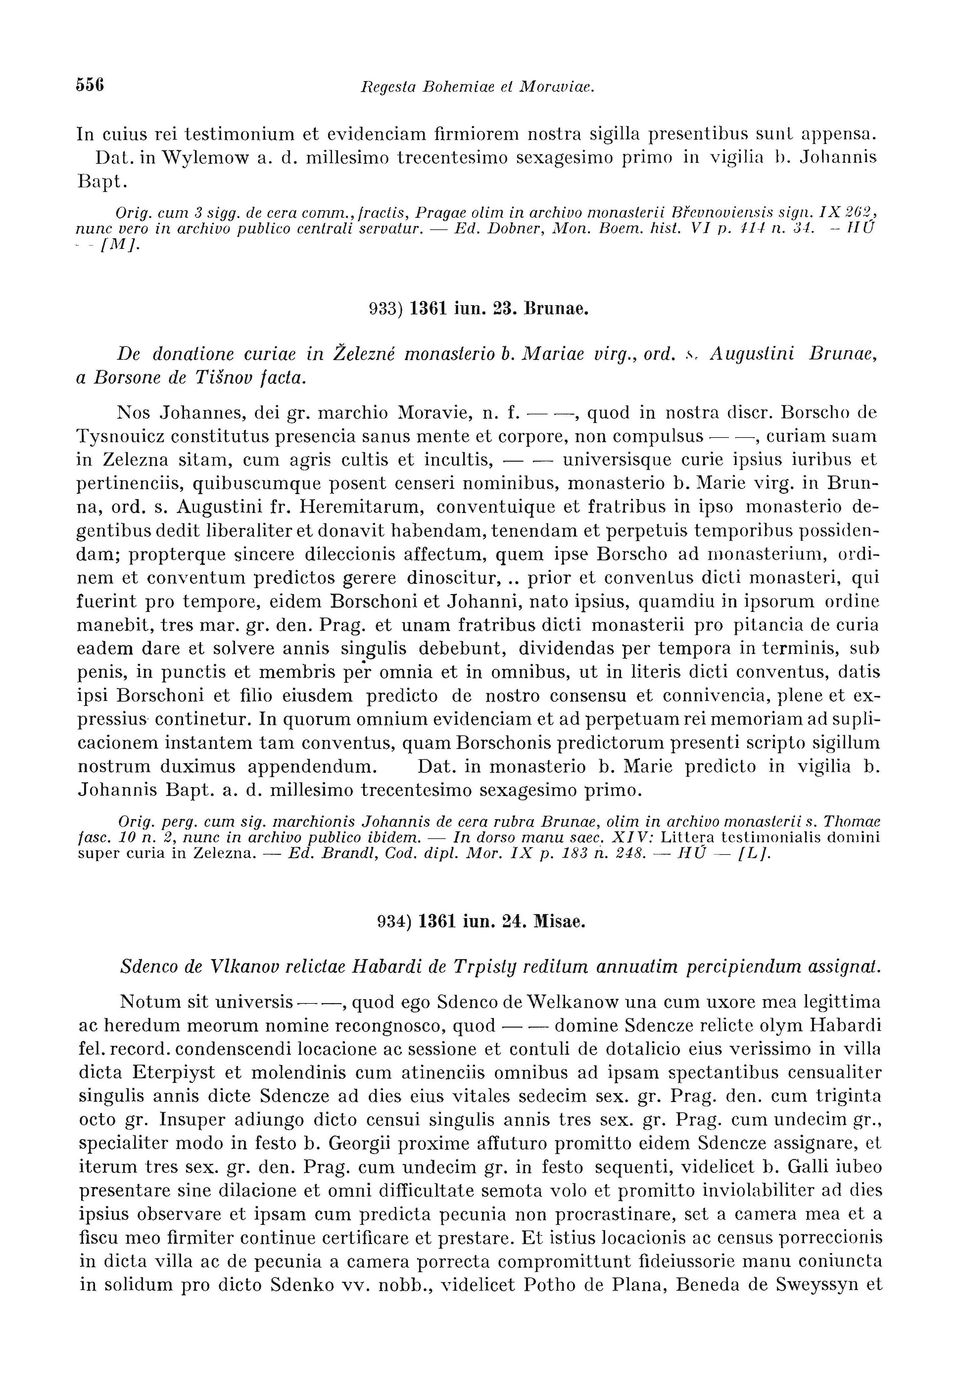 556 Regesta Bohemiae et Moraviae.
In cuius rei testimonium et evidenciam firmiorem nostra sigilla presentibus sunt appensa.
Dat. in Wylemow a. d. millesimo trecentesimo sexagesimo primo in vigilia b. Johannis
Bapt.
Orig. cum 3 sigg. de cera comm., fractis, Pragae olim in archivo monasterii Břevnoviensis sign. IX 262,
nunc vero in archivo publico centrali servatur. — Ed. Dobner, Mon. Boem. hist. VI p. 414 n. 34. – HÚ
- - [M].
933) 1361 iun. 23. Brunae.
De donatione curiae in Železné monasterio b. Mariae virg., ord. s. Augustini Brunae,
a Borsone de Tišnov facta.
Nos Johannes, dei gr. marchio Moravie, n. f. — —, quod in nostra discr. Borscho de
Tysnouicz constitutus presencia sanus mente et corpore, non compulsus — —, curiam suam
in Zelezna sitam, cum agris cultis et incultis, — — universisque curie ipsius iuribus et
pertinenciis, quibuscumque posent censeri nominibus, monasterio b. Marie virg. in Brun-
na, ord. s. Augustini fr. Heremitarum, conventuique et fratribus in ipso monasterio de-
gentibus dedit liberaliter et donavit habendam, tenendam et perpetuis temporibus possiden-
dam; propterque sincere dileccionis affectum, quem ipse Borscho ad monasterium, ordi-
nem et conventum predictos gerere dinoscitur, .. prior et conventus dicti monasteri, qui
fuerint pro tempore, eidem Borschoni et Johanni, nato ipsius, quamdiu in ipsorum ordine
manebit, tres mar. gr. den. Prag. et unam fratribus dicti monasterii pro pitancia de curia
eadem dare et solvere annis singulis debebunt, dividendas per tempora in terminis, sub
penis, in punctis et membris per omnia et in omnibus, ut in literis dicti conventus, datis
ipsi Borschoni et filio eiusdem predicto de nostro consensu et connivencia, plene et ex-
pressius continetur. In quorum omnium evidenciam et ad perpetuam rei memoriam ad supli-
cacionem instantem tam conventus, quam Borschonis predictorum presenti scripto sigillum
nostrum duximus appendendum. Dat. in monasterio b. Marie predicto in vigilia b.
Johannis Bapt. a. d. millesimo trecentesimo sexagesimo primo.
Orig. perg. cum sig. marchionis Johannis de cera rubra Brunae, olim in archivo monasterii s. Thomae
fasc. 10 n. 2, nunc in archivo publico ibidem. — In dorso manu saec. XIV: Littera testimonialis domini
super curia in Zelezna. — Ed. Brandl, Cod. dipl. Mor. IX p. 183 n. 248. — HÚ — [L].
934) 1361 iun. 24. Misae.
Sdenco de Vlkanov relictae Habardi de Trpisty reditum annuatim percipiendum assignat.
Notum sit universis — —, quod ego Sdenco de Welkanow una cum uxore mea legittima
ac heredum meorum nomine recongnosco, quod — — domine Sdencze relicte olym Habardi
fel. record. condenscendi locacione ac sessione et contuli de dotalicio eius verissimo in villa
dicta Eterpiyst et molendinis cum atinenciis omnibus ad ipsam spectantibus censualiter
singulis annis dicte Sdencze ad dies eius vitales sedecim sex. gr. Prag. den. cum triginta
octo gr. Insuper adiungo dicto censui singulis annis tres sex. gr. Prag. cum undecim gr.,
specialiter modo in festo b. Georgii proxime affuturo promitto eidem Sdencze assignare, et
iterum tres sex. gr. den. Prag. cum undecim gr. in festo sequenti, videlicet b. Galli iubeo
presentare sine dilacione et omni difficultate semota volo et promitto inviolabiliter ad dies
ipsius observare et ipsam cum predicta pecunia non procrastinare, set a camera mea et a
fiscu meo firmiter continue certificare et prestare. Et istius locacionis ac census porreccionis
in dicta villa ac de pecunia a camera porrecta compromittunt fideiussorie manu coniuncta
in solidum pro dicto Sdenko vv. nobb., videlicet Potho de Plana, Beneda de Sweyssyn et